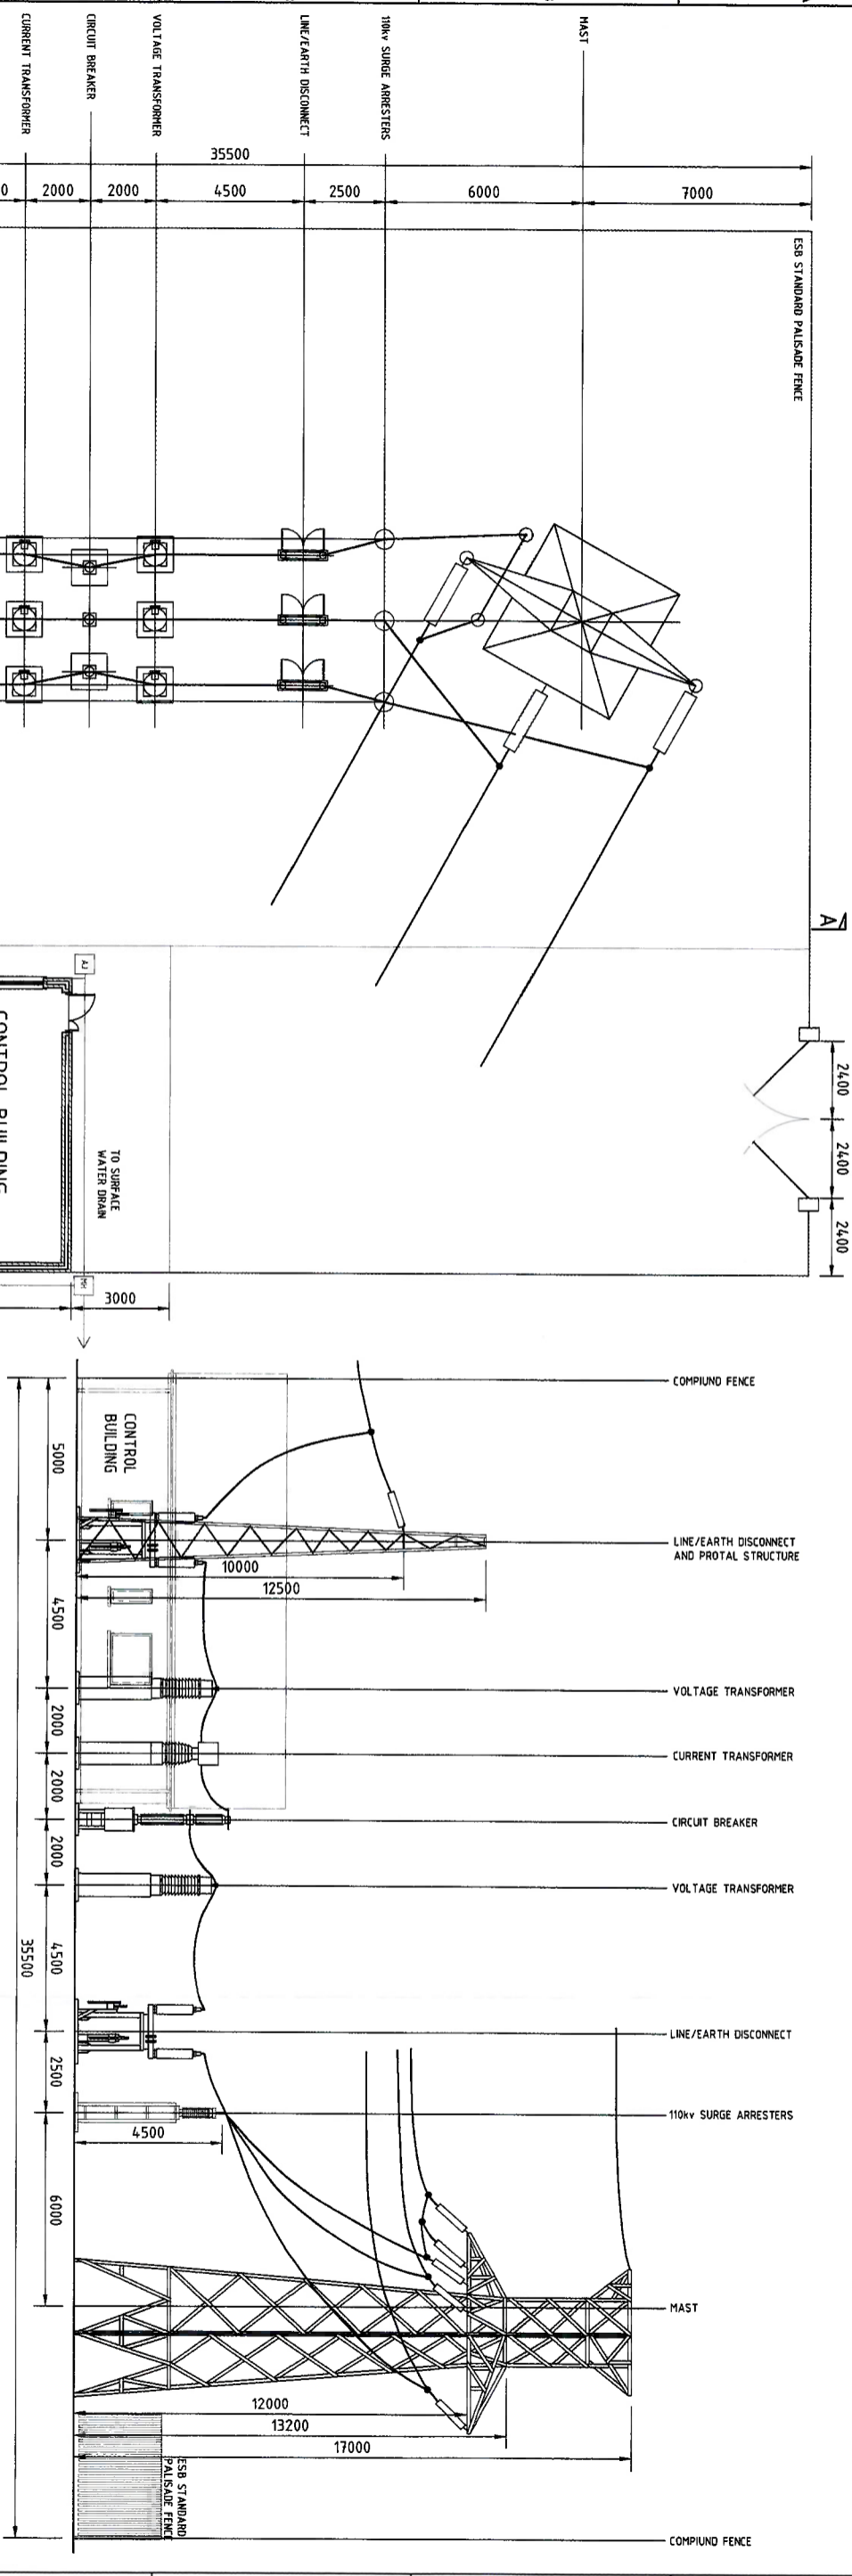 CURRENT TRANSFORMER
CIRCUIT BREAKER
VOLTAGE TRANSFORMER
LINE/EARTH DISCONNECT
110kv SURGE ARRESTERS
MAST
35500
0
2000
2000
4500
2500
6000
7000
ESB STANDARD PALISADE FENCE
A
AJ
2400
2400
2400
CONTROL BUILDING
TO SURFACE
WATER DRAIN
3000
COMPIUND FENCE
CONTROL
BUILDING
5000
LINE/EARTH DISCONNECT
AND PROTAL STRUCTURE
10000
12500
4500
VOLTAGE TRANSFORMER
2000
CURRENT TRANSFORMER
2000
CIRCUIT BREAKER
2000
VOLTAGE TRANSFORMER
4500
35500
LINE/EARTH DISCONNECT
2500
110kv SURGE ARRESTERS
4500
6000
MAST
12000
13200
17000
ESB STANDARD
PALISADE FENCE
COMPIUND FENCE